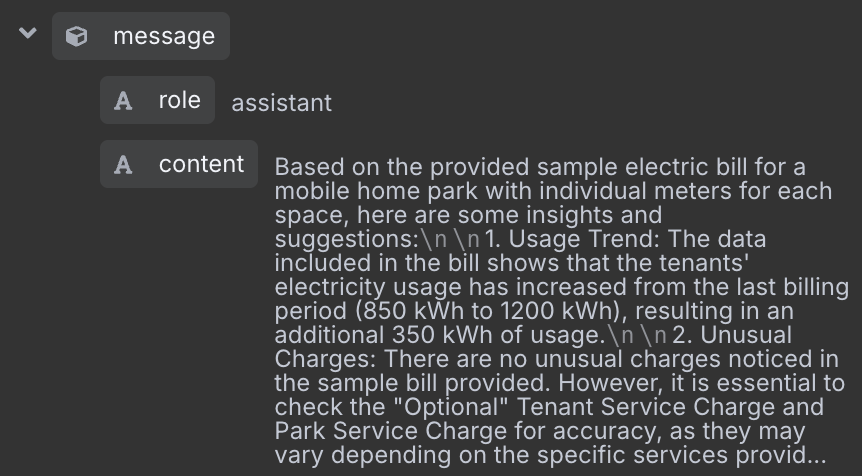 message
role assistant
content Based on the provided sample electric bill for a
mobile home park with individual meters for each
space, here are some insights and
suggestions:\n\n1. Usage Trend: The data
included in the bill shows that the tenants'
electricity usage has increased from the last billing
period (850 kWh to 1200 kWh), resulting in an
additional 350 kWh of usage.\n\n2. Unusual
Charges: There are no unusual charges noticed in
the sample bill provided. However, it is essential to
check the "Optional" Tenant Service Charge and
Park Service Charge for accuracy, as they may
vary depending on the specific services provid...